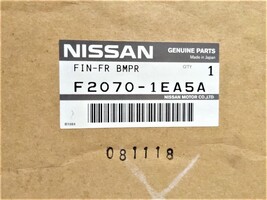 NISSAN
GENUINE PARTS
Made in Japan
FIN-FR BMPR
QTY
1
F2070-1EA5A
NISSAN MOTOR CO.,LTD
081118